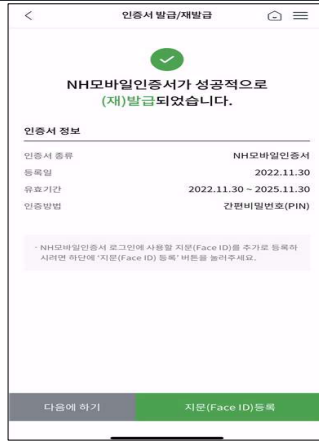 인증서 발급/재발급
NH모바일인증서가 성공적으로
(재)발급되었습니다.
인증서 정보
인증서 종류 NH모바일인증서
등록일 2022.11.30
유효기간 2022.11.30 ~ 2025.11.30
인증방법 간편비밀번호(PIN)
· NH모바일인증서 로그인에 사용할 지문(Face ID)를 추가로 등록하
시려면 하단에 '지문(Face ID) 등록' 버튼을 눌러주세요.
다음에 하기 지문(Face ID)등록